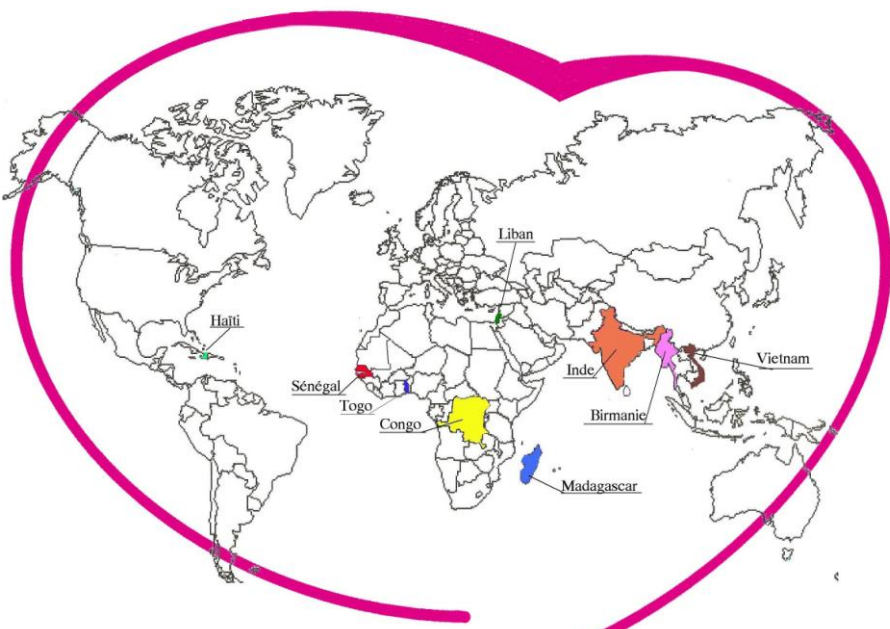 Liban
Haïti
Vietnam
Inde
Sénégal
Togo
Birmanie
Congo
Madagascar